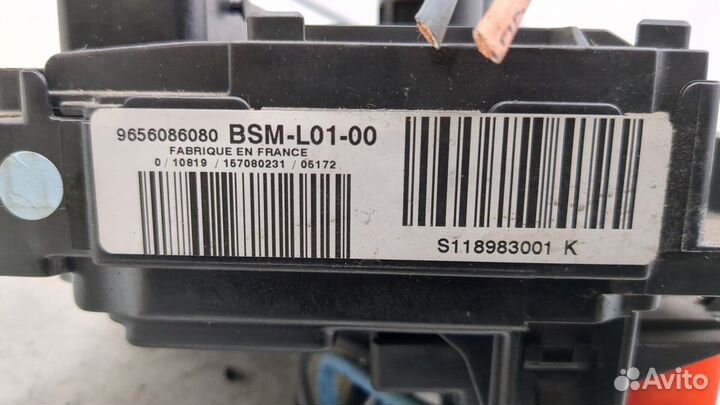 9656086080 BSM-L01-00
FABRIQUE EN FRANCE
0/10819/157080231/05172
S118983001 K
Avito